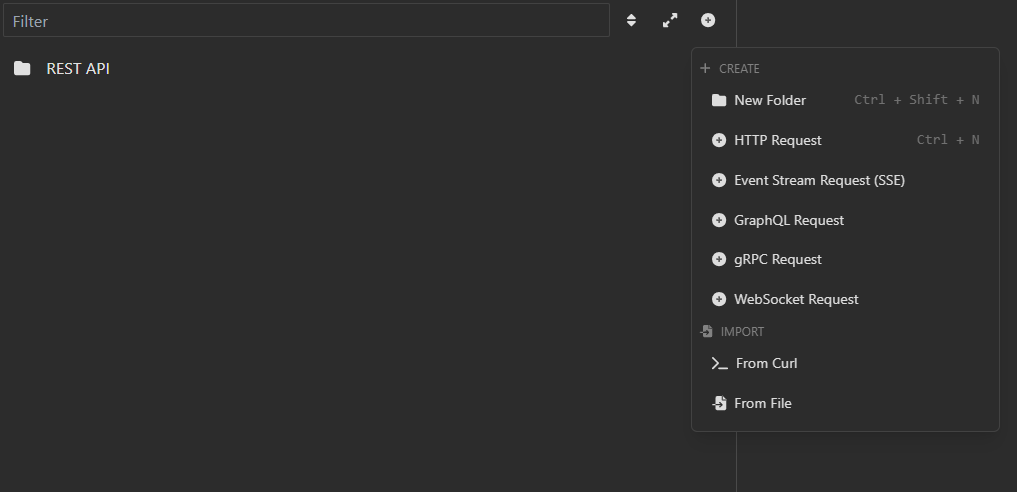 Filter
REST API
CREATE
New Folder Ctrl + Shift + N
HTTP Request Ctrl + N
Event Stream Request (SSE)
GraphQL Request
gRPC Request
WebSocket Request
IMPORT
From Curl
From File